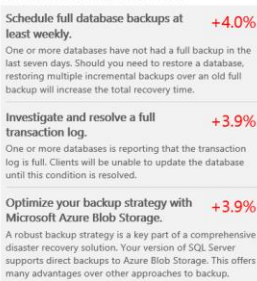 Schedule full database backups at +4.0%
least weekly.
One or more databases have not had a full backup in the
last seven days. Should you need to restore a database,
restoring multiple incremental backups over an old full
backup will increase the total recovery time.
Investigate and resolve a full +3.9%
transaction log.
One or more databases is reporting that the transaction
log is full. Clients will be unable to update the database
until this condition is resolved.
Optimize your backup strategy with +3.9%
Microsoft Azure Blob Storage.
A robust backup strategy is a key part of a comprehensive
disaster recovery solution. Your version of SQL Server
supports direct backups to Azure Blob Storage. This offers
many advantages over other approaches to backup,